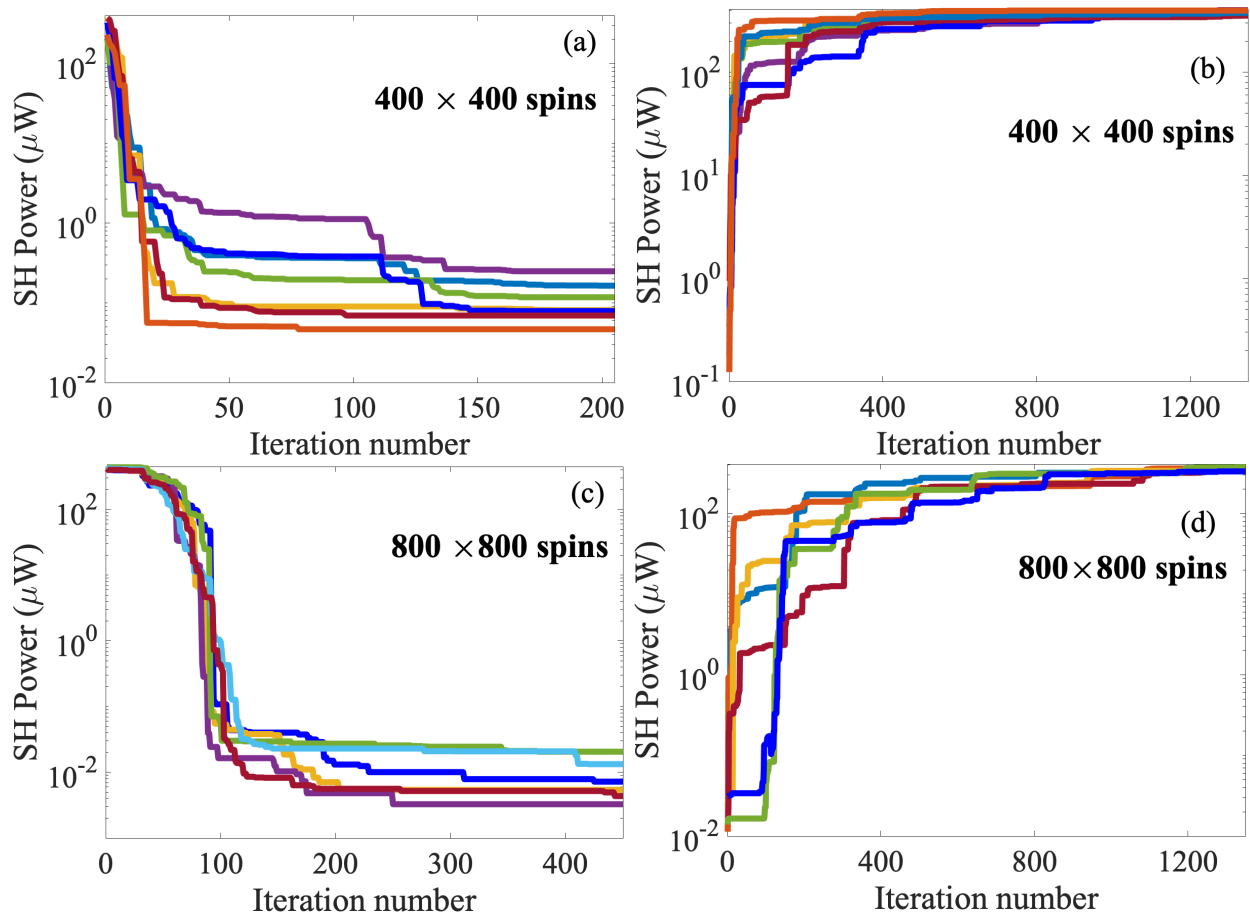 (a)
400 × 400 spins
SH Power (μW)
10^2
10^0
10^-2
0 50 100 150 200
Iteration number
(b)
400 × 400 spins
SH Power (μW)
10^2
10^1
10^0
10^-1
0 400 800 1200
Iteration number
(c)
800 ×800 spins
SH Power (μW)
10^2
10^0
10^-2
0 100 200 300 400
Iteration number
(d)
800×800 spins
SH Power (μW)
10^2
10^0
10^-2
0 400 800 1200
Iteration number